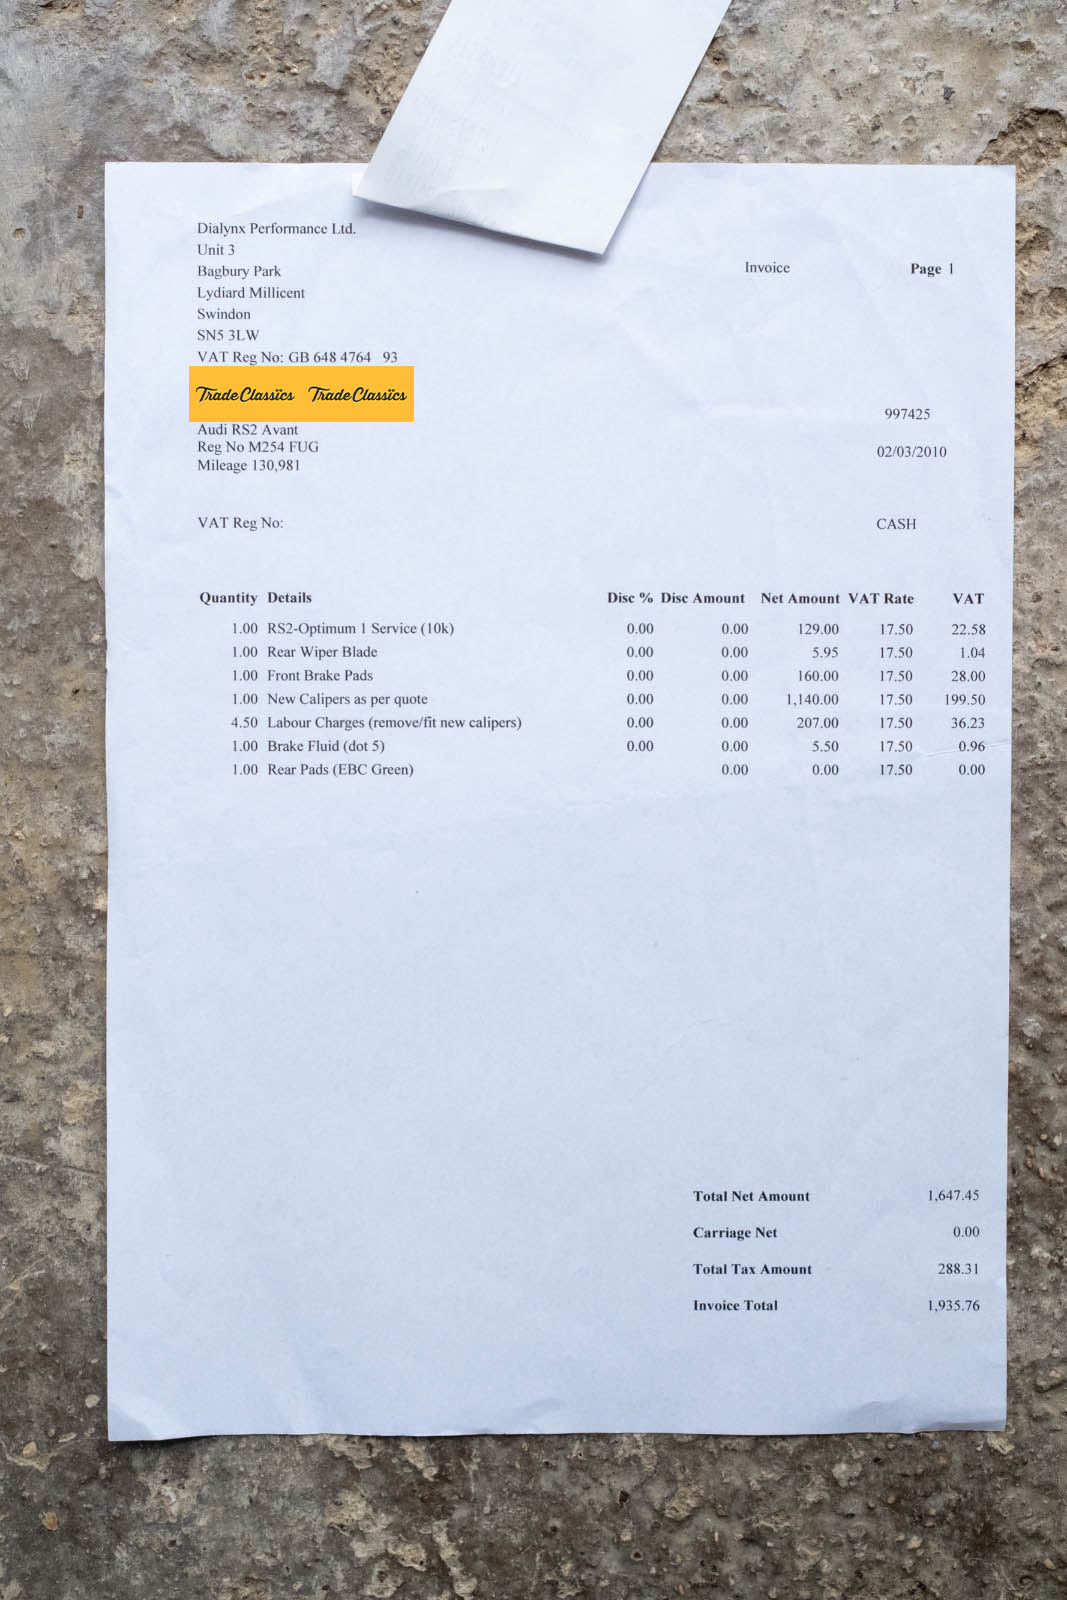 Dialynx Performance Ltd.
Unit 3
Bagbury Park
Lydiard Millicent
Swindon
SN5 3LW
VAT Reg No: GB 648 4764 93
Invoice Page 1
TradeClassics TradeClassics
Audi RS2 Avant
Reg No M254 FUG
Mileage 130,981
997425
02/03/2010
VAT Reg No: CASH
Quantity Details Disc % Disc Amount Net Amount VAT Rate VAT
1.00 RS2-Optimum 1 Service (10k) 0.00 0.00 129.00 17.50 22.58
1.00 Rear Wiper Blade 0.00 0.00 5.95 17.50 1.04
1.00 Front Brake Pads 0.00 0.00 160.00 17.50 28.00
1.00 New Calipers as per quote 0.00 0.00 1,140.00 17.50 199.50
4.50 Labour Charges (remove/fit new calipers) 0.00 0.00 207.00 17.50 36.23
1.00 Brake Fluid (dot 5) 0.00 0.00 5.50 17.50 0.96
1.00 Rear Pads (EBC Green) 0.00 0.00 17.50 0.00
Total Net Amount 1,647.45
Carriage Net 0.00
Total Tax Amount 288.31
Invoice Total 1,935.76